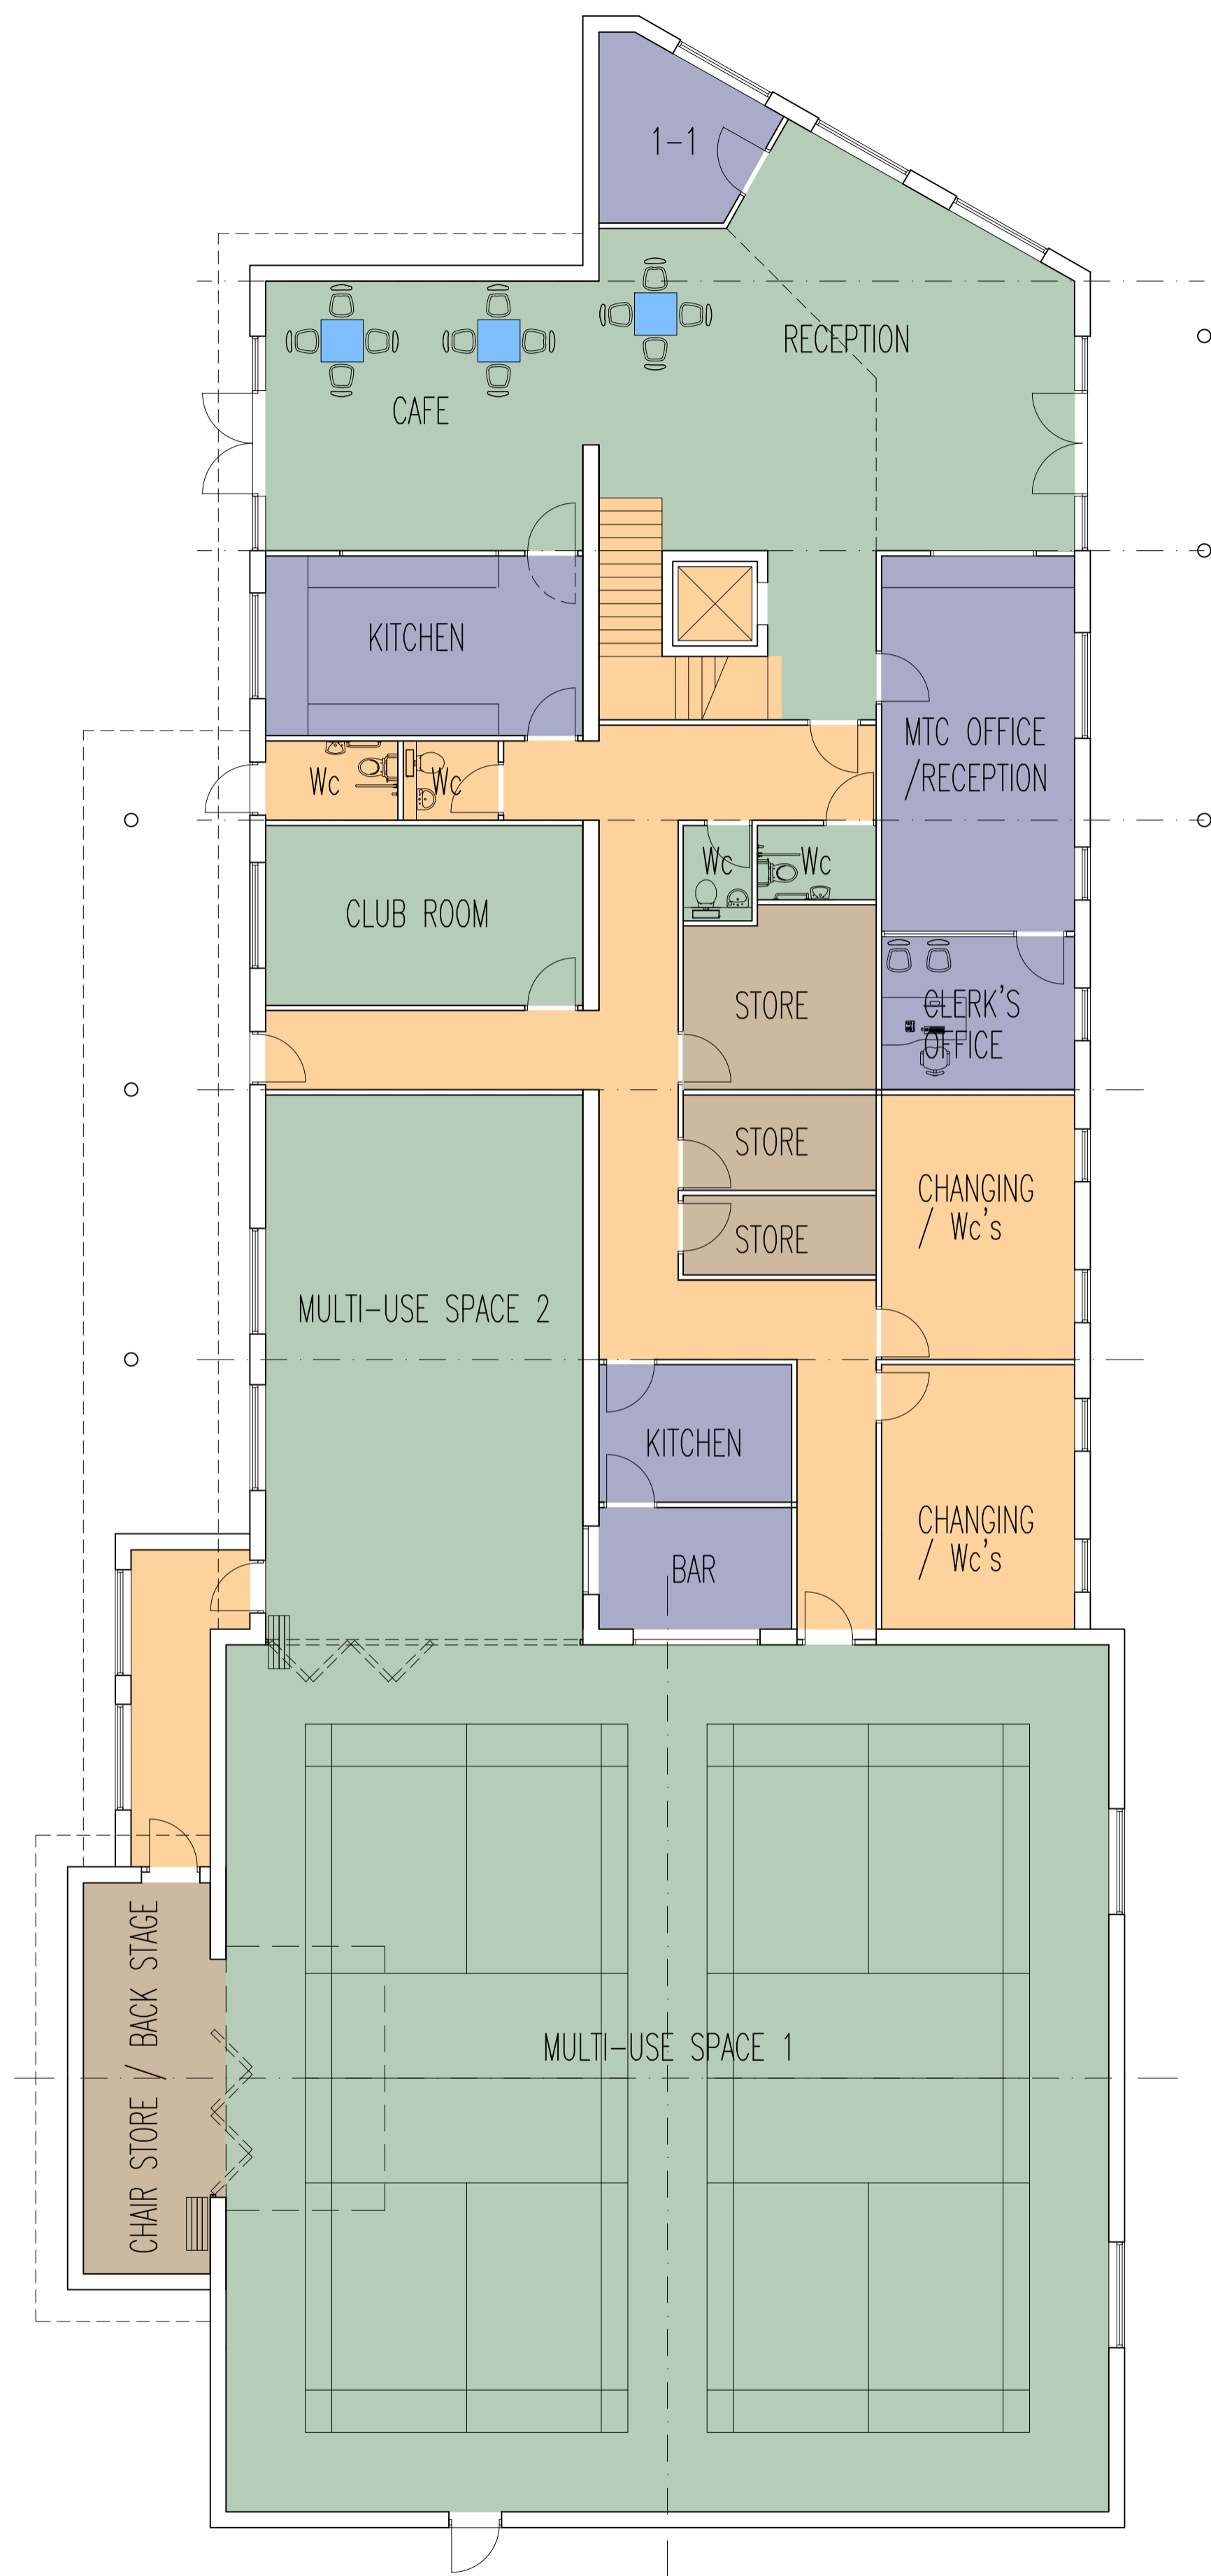 1-1
RECEPTION
CAFE
KITCHEN
MTC OFFICE
/RECEPTION
Wc
Wc
Wc
Wc
CLUB ROOM
STORE
CLERK'S
OFFICE
STORE
CHANGING
/ Wc's
STORE
MULTI-USE SPACE 2
KITCHEN
CHANGING
/ Wc's
BAR
CHAIR STORE / BACK STAGE
MULTI-USE SPACE 1